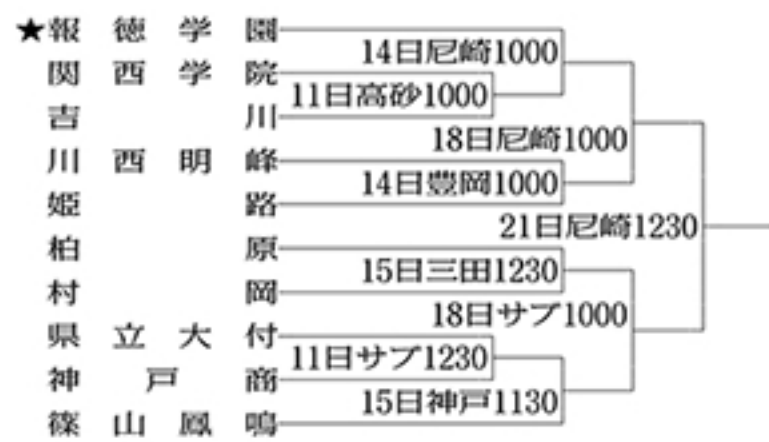 ★報徳学園
14日尼崎1000
関西学院
11日高砂1000
吉川
18日尼崎1000
川西明峰
14日豊岡1000
姫路
21日尼崎1230
柏原
15日三田1230
村岡
18日サブ1000
県立大付
11日サブ1230
神戸商
15日神戸1130
篠山鳳鳴